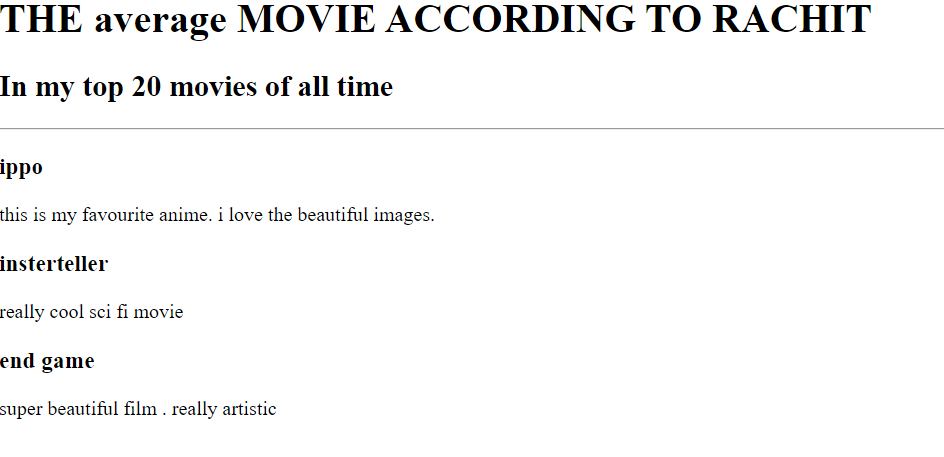 THE average MOVIE ACCORDING TO RACHIT
In my top 20 movies of all time
ippo
this is my favourite anime. i love the beautiful images.
insterteller
really cool sci fi movie
end game
super beautiful film . really artistic